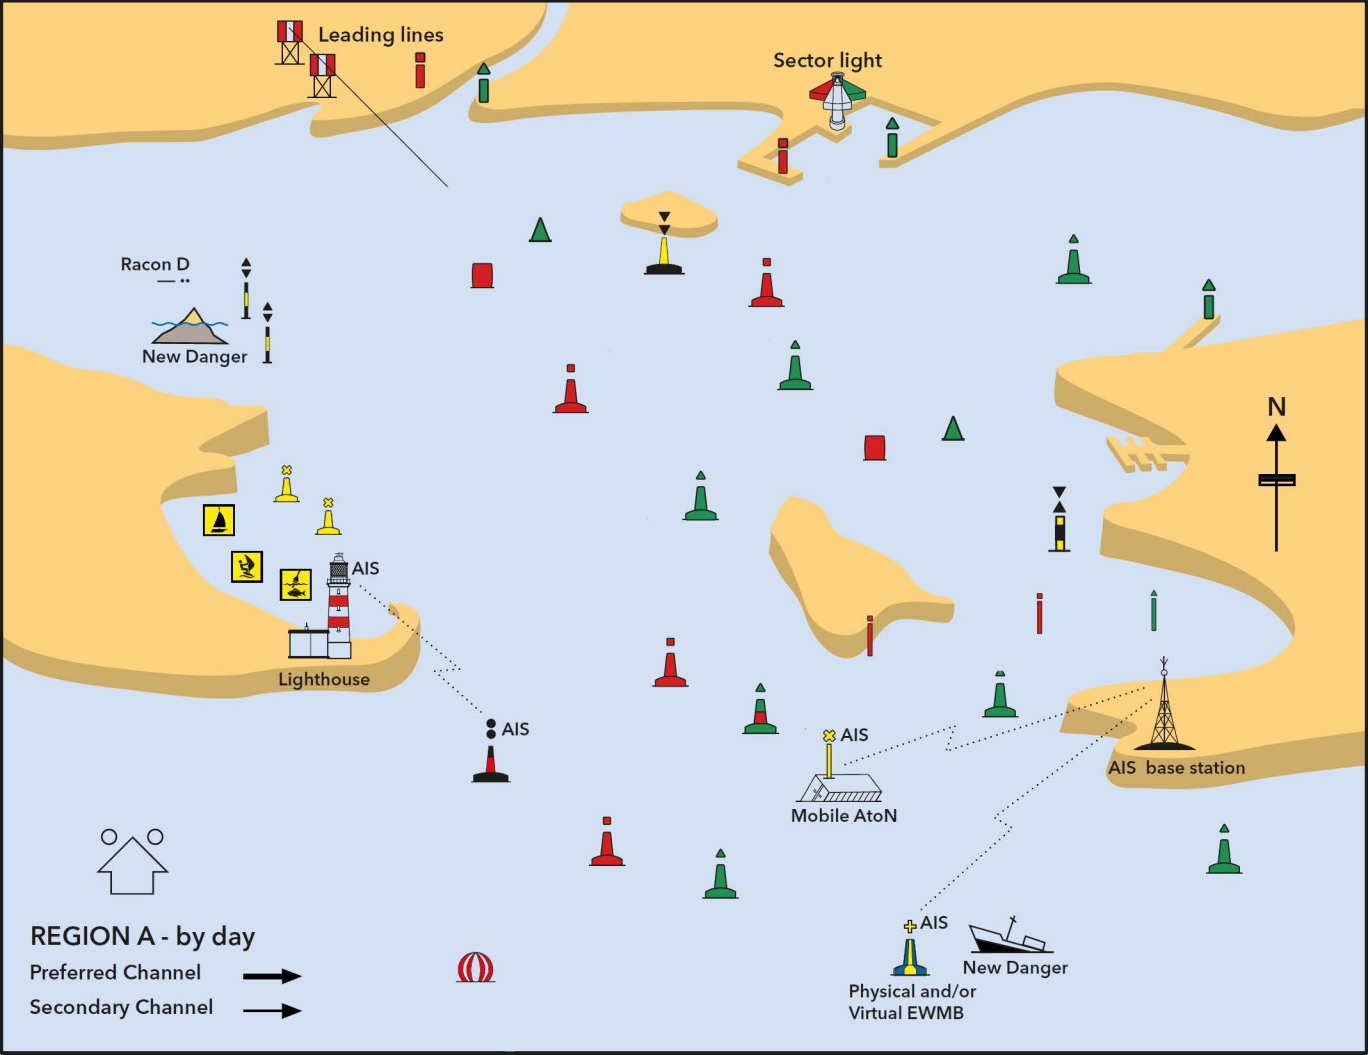 Leading lines
Sector light
Racon D
New Danger
N
AIS
Lighthouse
AIS
AIS
Mobile AtoN
AIS base station
AIS
New Danger
Physical and/or
Virtual EWMB
REGION A - by day
Preferred Channel
Secondary Channel